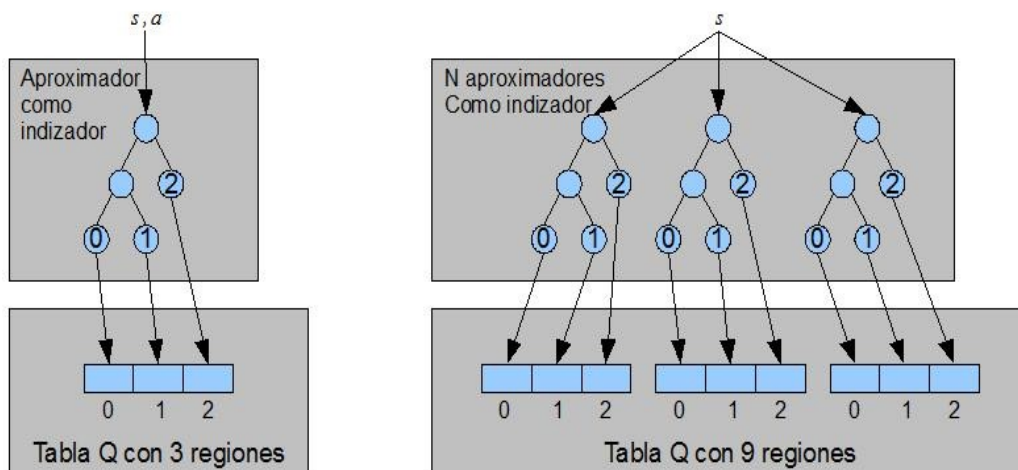 s, a
Aproximador
como
indizador
2
0 1
0 1 2
Tabla Q con 3 regiones
s
N aproximadores
Como indizador
2 2 2
0 1 0 1 0 1
0 1 2 0 1 2 0 1 2
Tabla Q con 9 regiones